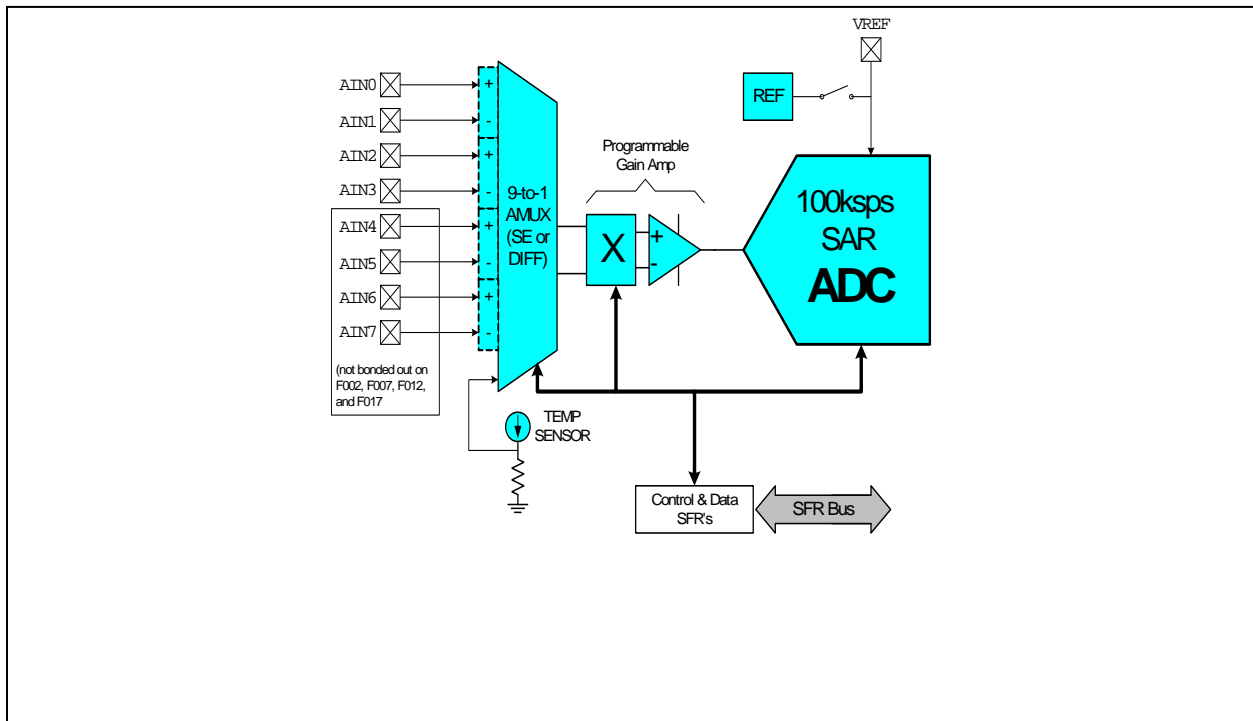 VREF
AIN0
+
REF
AIN1
-
Programmable
Gain Amp
AIN2
+
AIN3
-
9-to-1
AMUX
(SE or
DIFF)
100ksps
SAR
ADC
AIN4
+
X
+
-
AIN5
-
AIN6
+
AIN7
-
(not bonded out on
F002, F007, F012,
and F017
TEMP
SENSOR
Control & Data
SFR's
SFR Bus